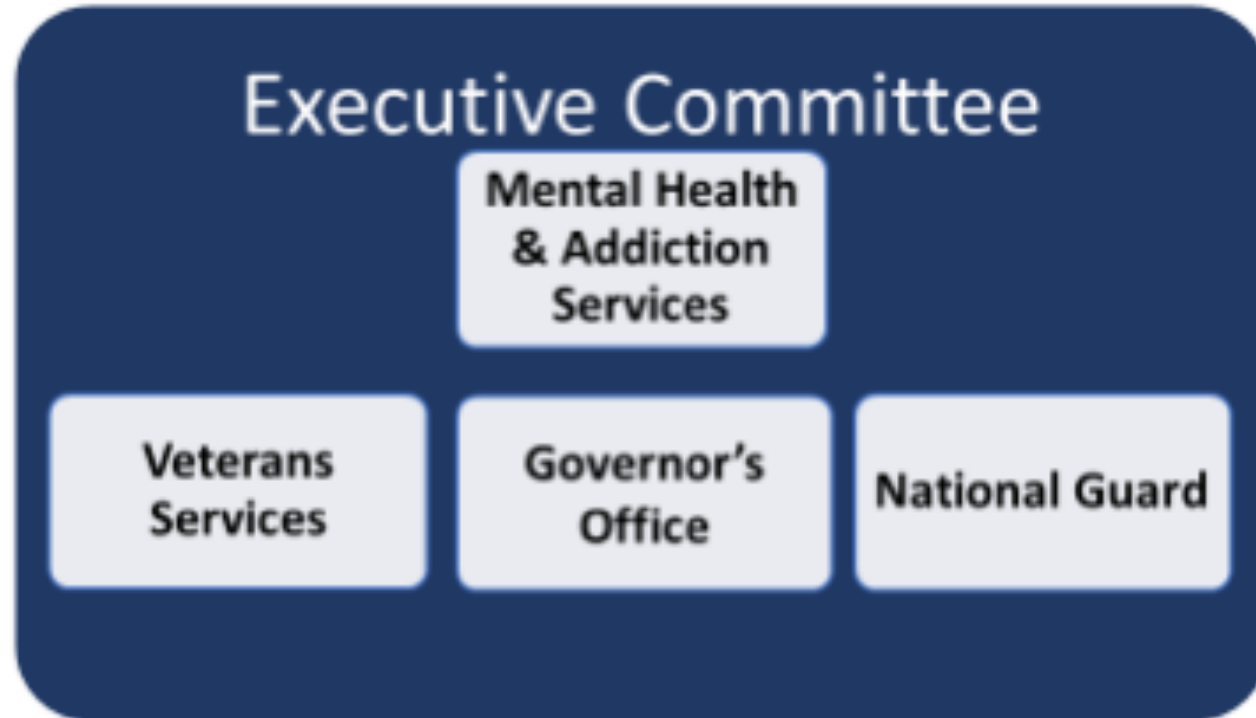 Executive Committee
Mental Health
& Addiction
Services
Veterans
Services
Governor’s
Office
National Guard